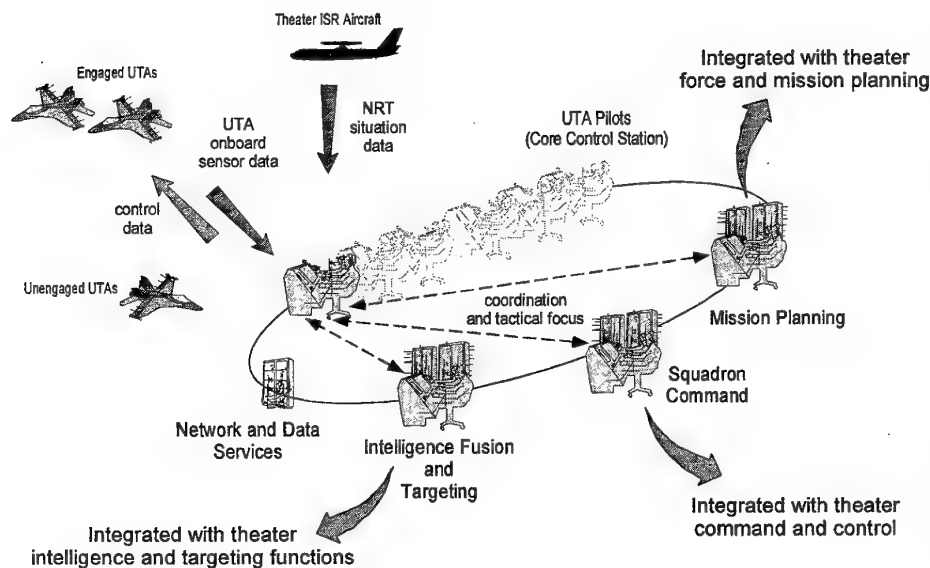 Theater ISR Aircraft
Engaged UTAs
Integrated with theater
force and mission planning
UTA
onboard
sensor data
NRT
situation
data
UTA Pilots
(Core Control Station)
control
data
Unengaged UTAs
coordination
and tactical focus
Mission Planning
Squadron
Command
Network and Data
Services
Intelligence Fusion
and
Targeting
Integrated with theater
command and control
Integrated with theater
intelligence and targeting functions